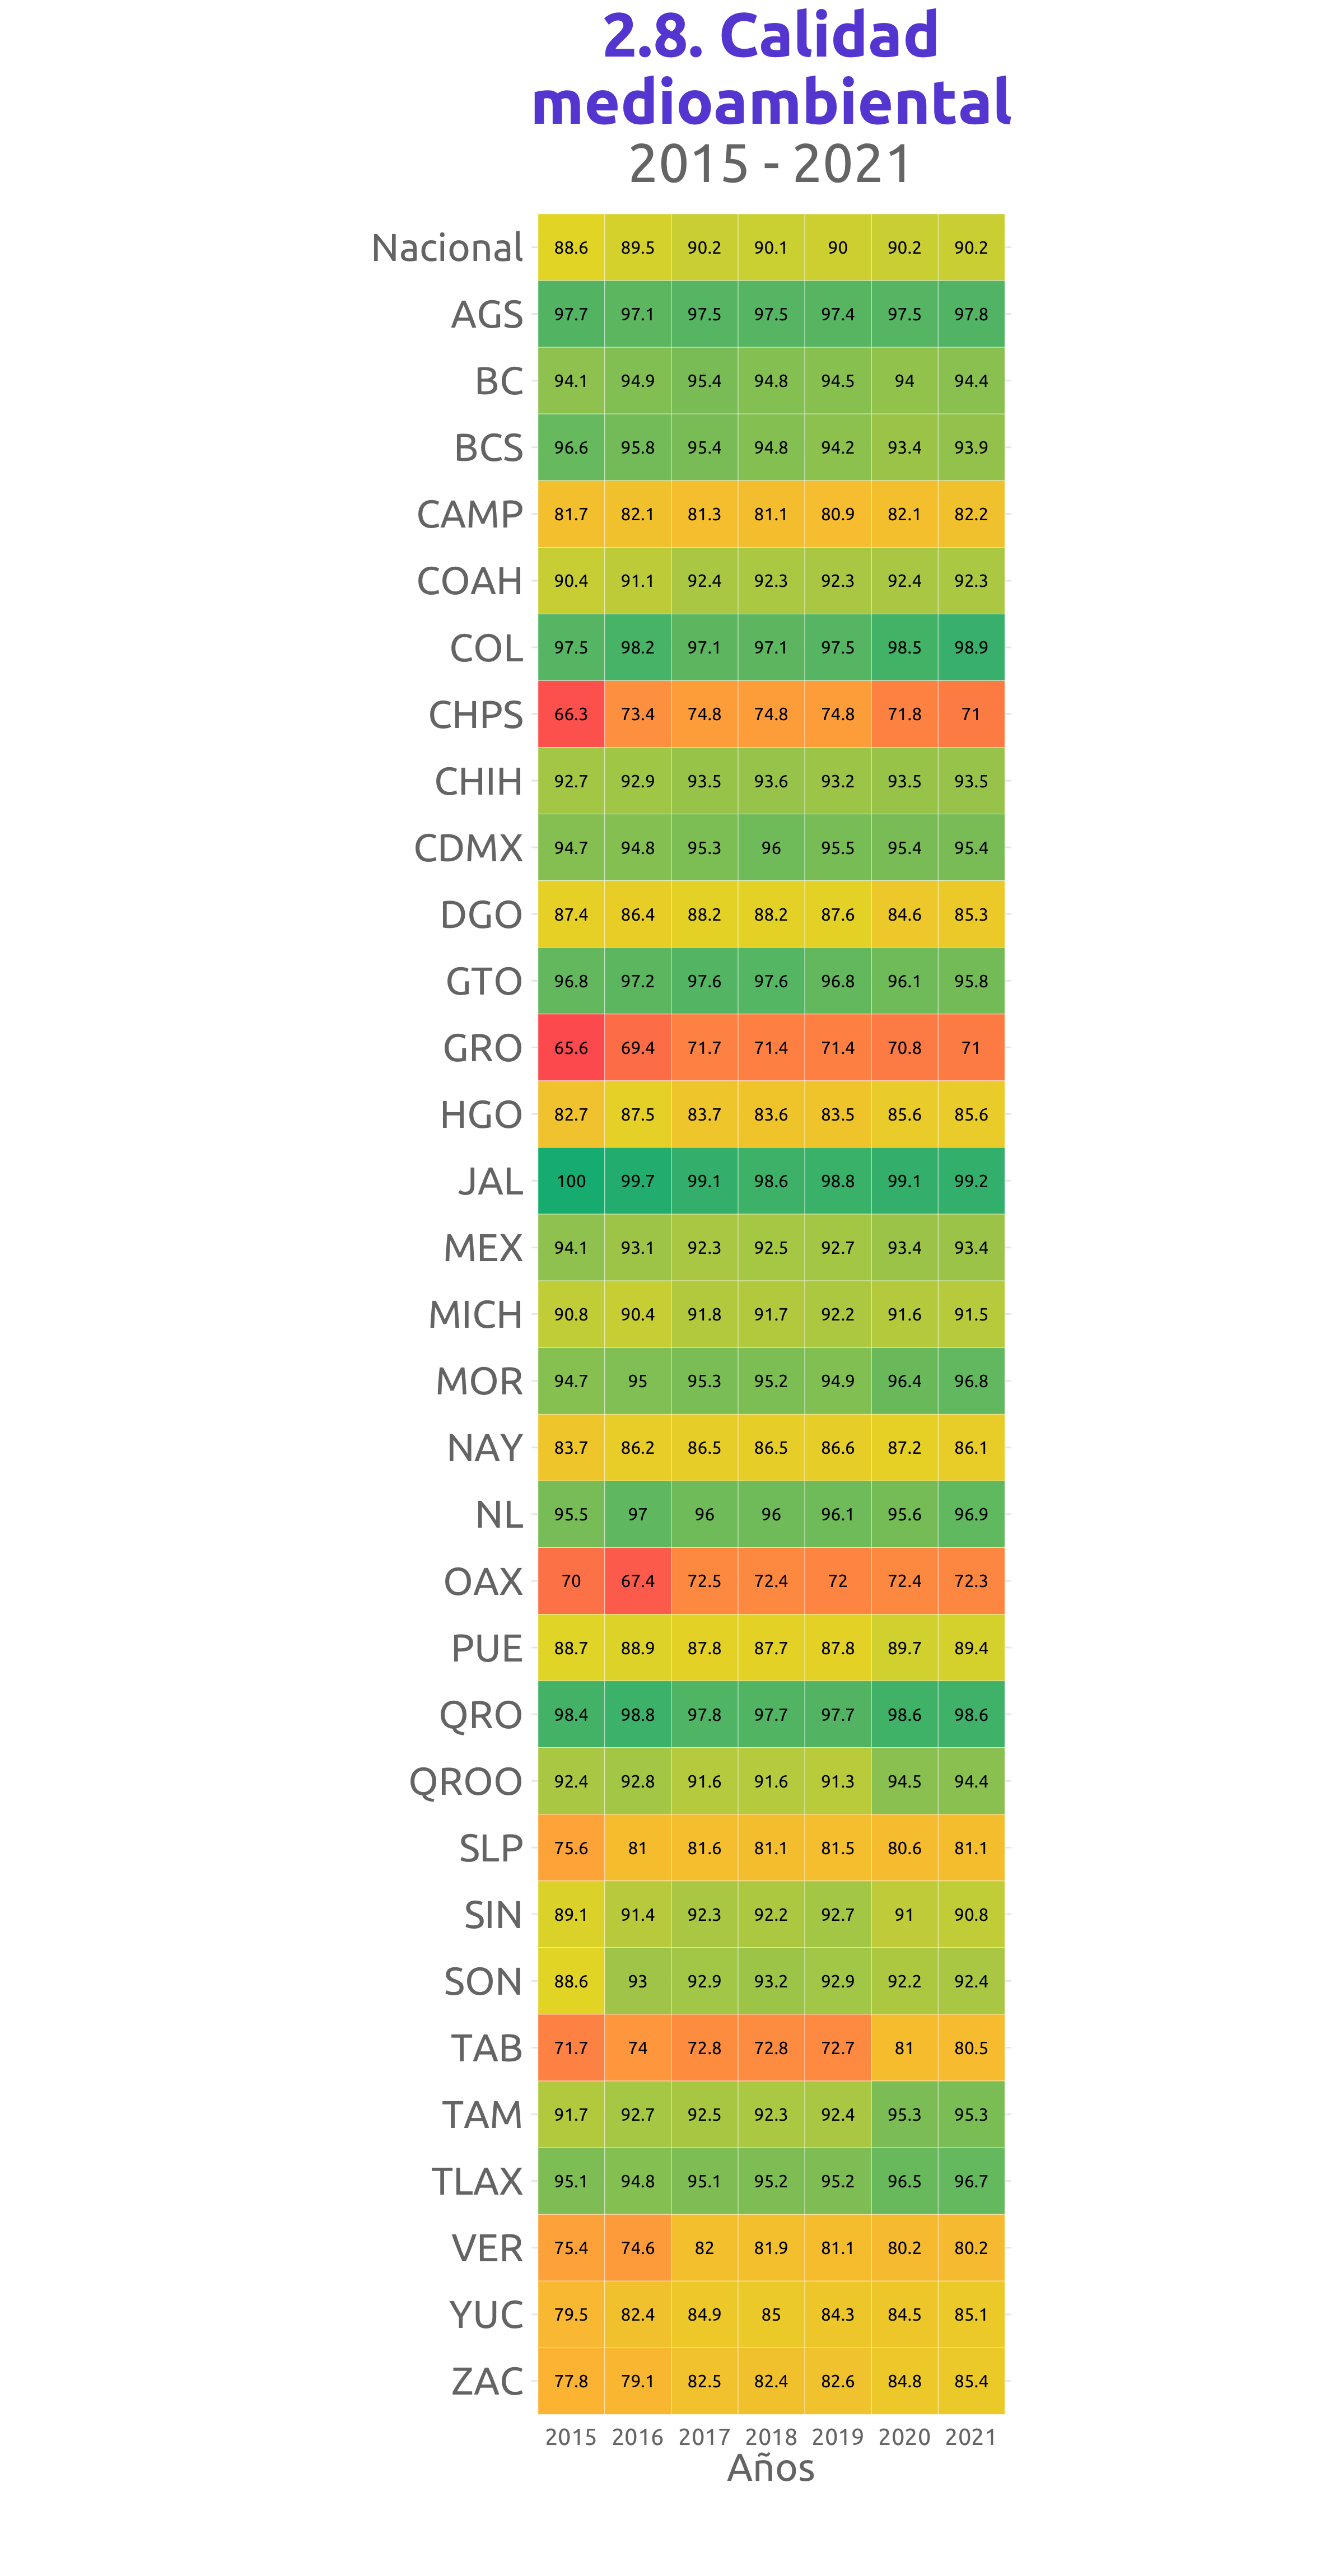 2.8. Calidad
medioambiental
2015 - 2021
Nacional 88.6 89.5 90.2 90.1 90 90.2 90.2
AGS 97.7 97.1 97.5 97.5 97.4 97.5 97.8
BC 94.1 94.9 95.4 94.8 94.5 94 94.4
BCS 96.6 95.8 95.4 94.8 94.2 93.4 93.9
CAMP 81.7 82.1 81.3 81.1 80.9 82.1 82.2
COAH 90.4 91.1 92.4 92.3 92.3 92.4 92.3
COL 97.5 98.2 97.1 97.1 97.5 98.5 98.9
CHPS 66.3 73.4 74.8 74.8 74.8 71.8 71
CHIH 92.7 92.9 93.5 93.6 93.2 93.5 93.5
CDMX 94.7 94.8 95.3 96 95.5 95.4 95.4
DGO 87.4 86.4 88.2 88.2 87.6 84.6 85.3
GTO 96.8 97.2 97.6 97.6 96.8 96.1 95.8
GRO 65.6 69.4 71.7 71.4 71.4 70.8 71
HGO 82.7 87.5 83.7 83.6 83.5 85.6 85.6
JAL 100 99.7 99.1 98.6 98.8 99.1 99.2
MEX 94.1 93.1 92.3 92.5 92.7 93.4 93.4
MICH 90.8 90.4 91.8 91.7 92.2 91.6 91.5
MOR 94.7 95 95.3 95.2 94.9 96.4 96.8
NAY 83.7 86.2 86.5 86.5 86.6 87.2 86.1
NL 95.5 97 96 96 96.1 95.6 96.9
OAX 70 67.4 72.5 72.4 72 72.4 72.3
PUE 88.7 88.9 87.8 87.7 87.8 89.7 89.4
QRO 98.4 98.8 97.8 97.7 97.7 98.6 98.6
QROO 92.4 92.8 91.6 91.6 91.3 94.5 94.4
SLP 75.6 81 81.6 81.1 81.5 80.6 81.1
SIN 89.1 91.4 92.3 92.2 92.7 91 90.8
SON 88.6 93 92.9 93.2 92.9 92.2 92.4
TAB 71.7 74 72.8 72.8 72.7 81 80.5
TAM 91.7 92.7 92.5 92.3 92.4 95.3 95.3
TLAX 95.1 94.8 95.1 95.2 95.2 96.5 96.7
VER 75.4 74.6 82 81.9 81.1 80.2 80.2
YUC 79.5 82.4 84.9 85 84.3 84.5 85.1
ZAC 77.8 79.1 82.5 82.4 82.6 84.8 85.4
2015 2016 2017 2018 2019 2020 2021
Años